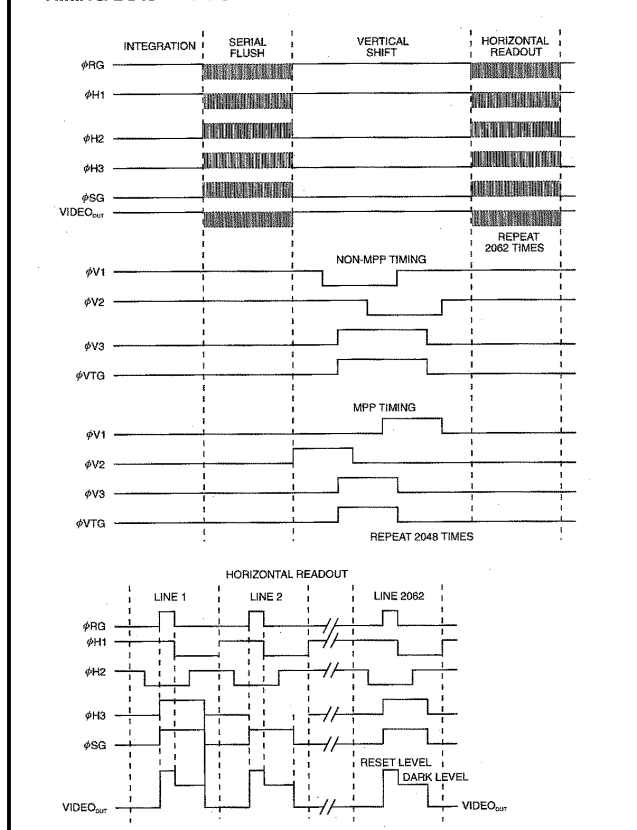 INTEGRATION
SERIAL
FLUSH
VERTICAL
SHIFT
HORIZONTAL
READOUT
φRG
φH1
φH2
φH3
φSG
VIDEOOUT
REPEAT
2062 TIMES
NON-MPP TIMING
φV1
φV2
φV3
φVTG
MPP TIMING
φV1
φV2
φV3
φVTG
REPEAT 2048 TIMES
HORIZONTAL READOUT
LINE 1
LINE 2
LINE 2062
φRG
φH1
φH2
φH3
φSG
RESET LEVEL
DARK LEVEL
VIDEOOUT
VIDEOOUT